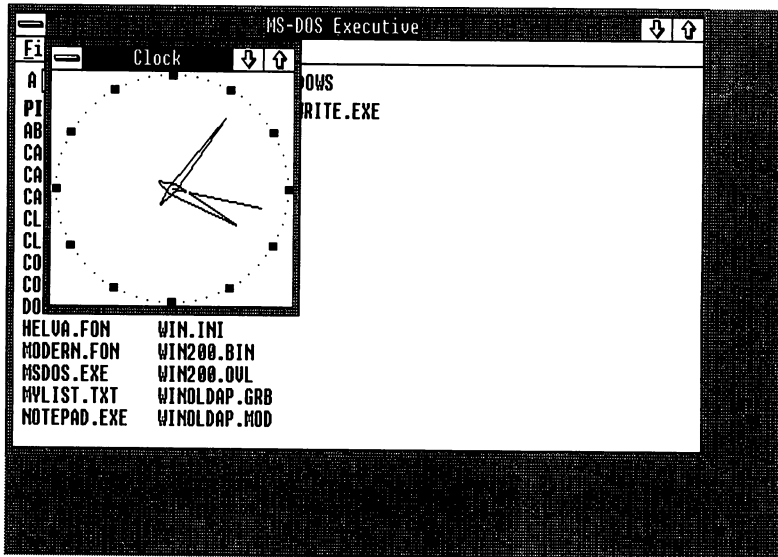 MS-DOS Executive
Fi
Clock
A DOWS
PI RITE.EXE
AB
CA
CA
CA
CL
CL
CO
CO
DO
HELVA.FON WIN.INI
MODERN.FON WIN200.BIN
MSDOS.EXE WIN200.OVL
MYLIST.TXT WINOLDAP.GRB
NOTEPAD.EXE WINOLDAP.MOD